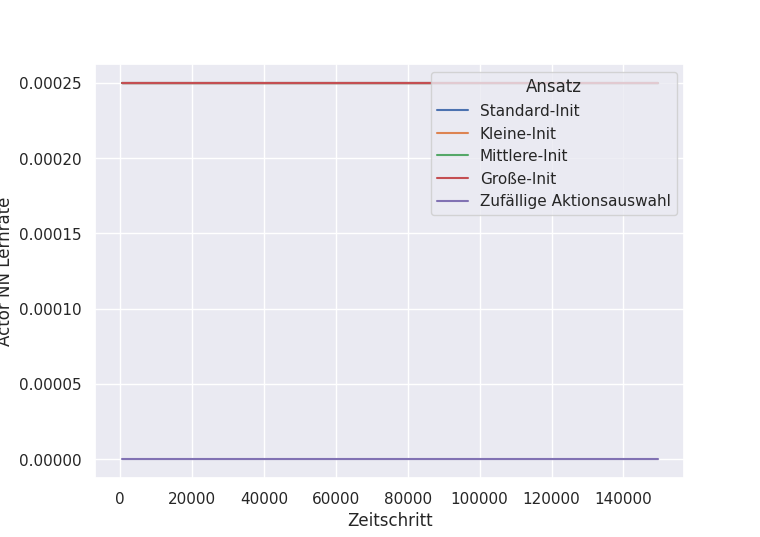 0.00025
0.00020
0.00015
0.00010
0.00005
0.00000
Actor NN Lernrate
Ansatz
Standard-Init
Kleine-Init
Mittlere-Init
Große-Init
Zufällige Aktionsauswahl
0 20000 40000 60000 80000 100000 120000 140000
Zeitschritt